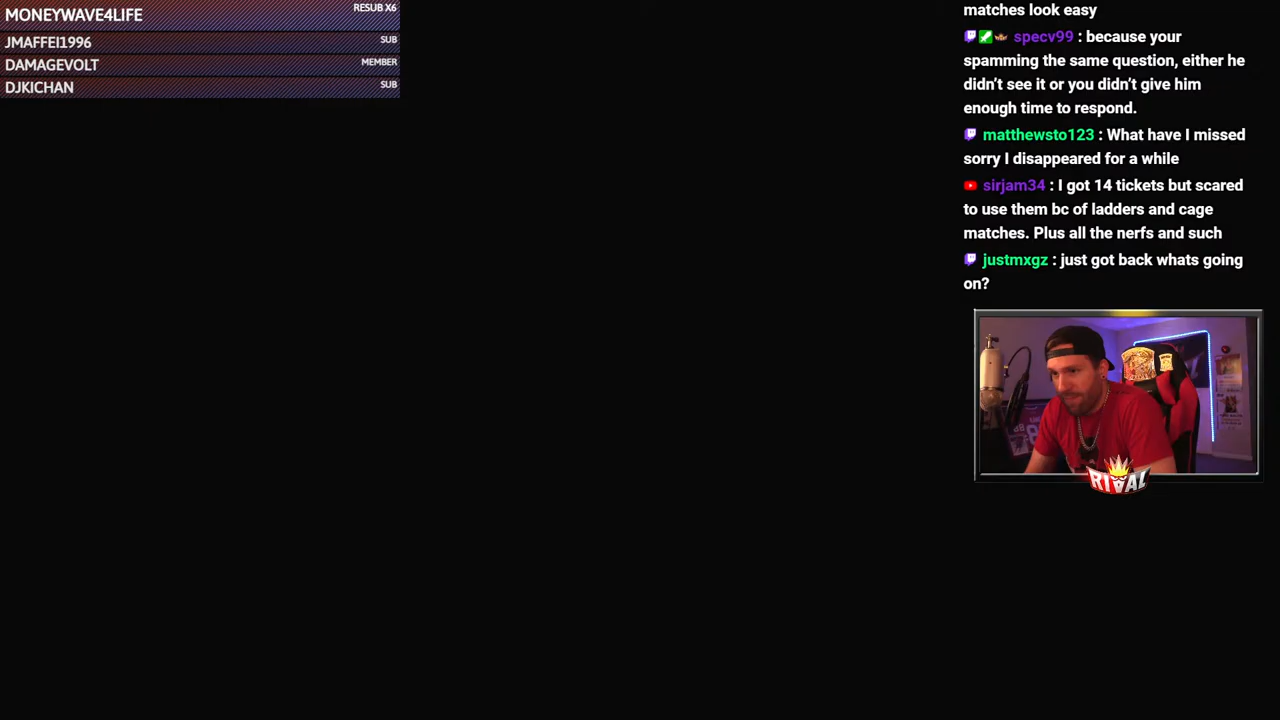 MONEYWAVE4LIFE RESUB X6
JMAFFEI1996 SUB
DAMAGEVOLT MEMBER
DJKICHAN SUB
matches look easy
specv99 : because your
spamming the same question, either he
didn't see it or you didn't give him
enough time to respond.
matthewsto123 : What have I missed
sorry I disappeared for a while
sirjam34 : I got 14 tickets but scared
to use them bc of ladders and cage
matches. Plus all the nerfs and such
justmxgz : just got back whats going
on?
RIVAL